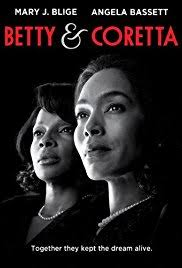 MARY J. BLIGE ANGELA BASSETT
BETTY & CORETTA
Together they kept the dream alive.